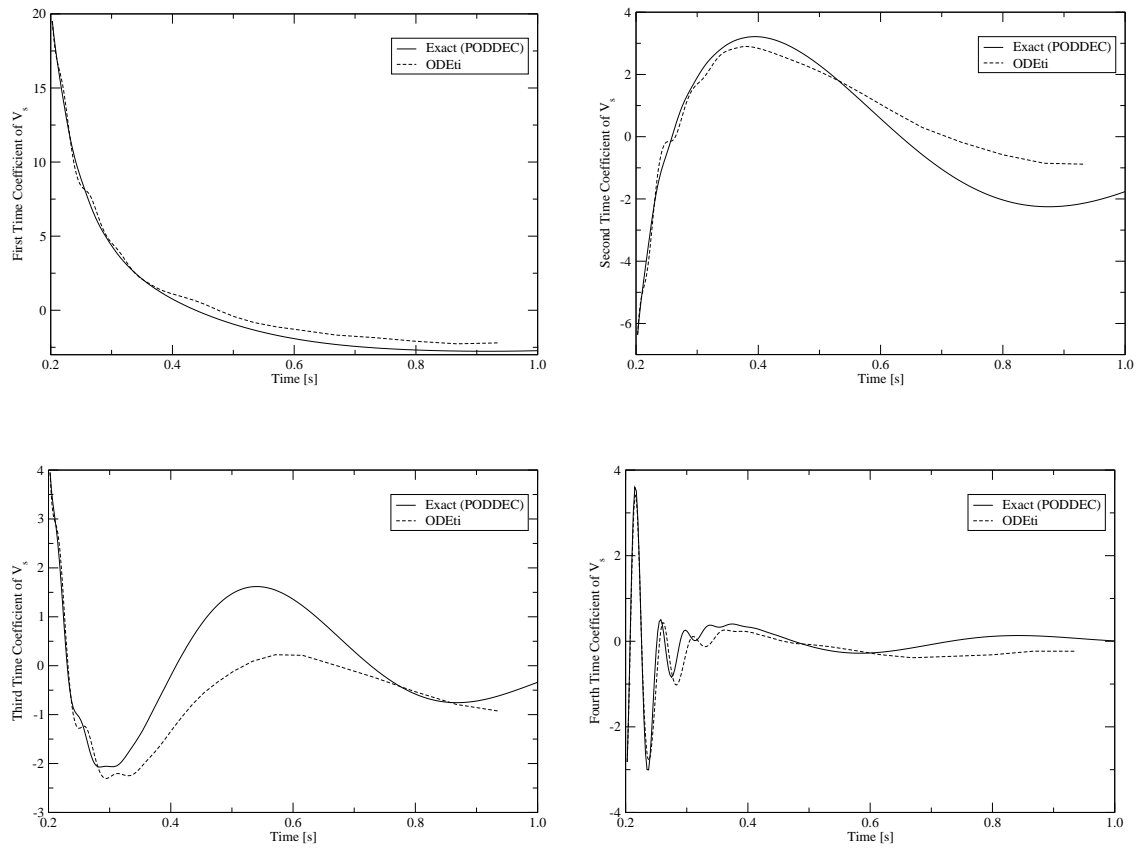 20
15
10
5
0
First Time Coefficient of V_s
Exact (PODDEC)
ODEti
0.2 0.4 0.6 0.8 1.0
Time [s]
4
2
0
-2
-4
-6
Second Time Coefficient of V_s
Exact (PODDEC)
ODEti
0.2 0.4 0.6 0.8 1.0
Time [s]
4
3
2
1
0
-1
-2
-3
Third Time Coefficient of V_s
Exact (PODDEC)
ODEti
0.2 0.4 0.6 0.8 1.0
Time [s]
4
2
0
-2
-4
Fourth Time Coefficient of V_s
Exact (PODDEC)
ODEti
0.2 0.4 0.6 0.8 1.0
Time [s]